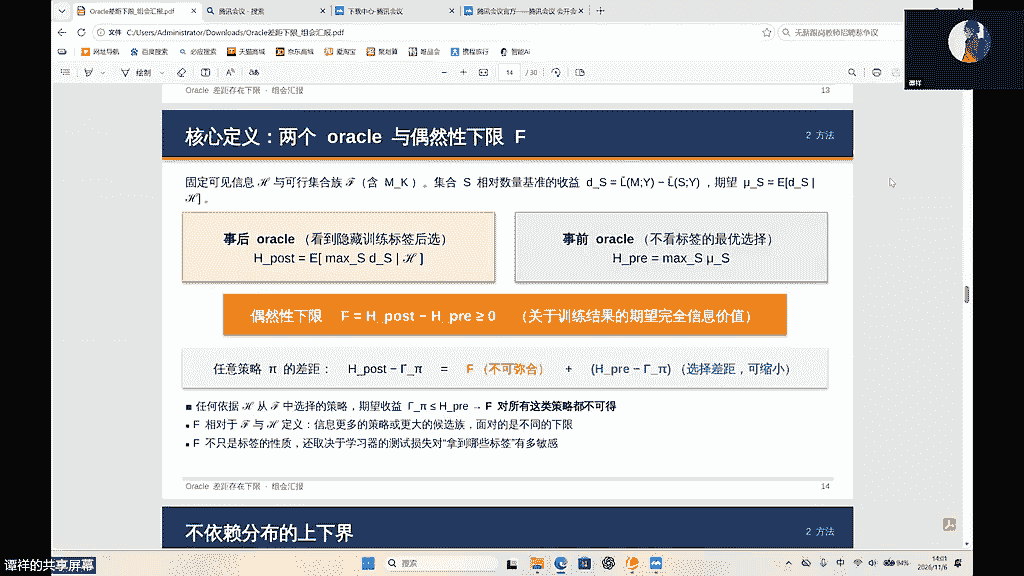 Oracle差距下限_组会汇报.pdf
腾讯会议 - 搜索
下载中心-腾讯会议
腾讯会议官方-一腾讯会议 会开会
文件 C:/Users/Administrator/Downloads/Oracle差距下限_组会汇报.pdf
网址导航
百度搜索
必应搜索
天猫商城
京东商城
爱淘宝
聚划算
唯品会
携程旅行
智能AI
绘制
14 / 30
谭祥
Oracle 差距存在下限 · 组会汇报
13
核心定义：两个 oracle 与偶然性下限 F
2 方法
固定可见信息 ℋ 与可行集合族 ℱ（含 M_K ）。集合 S 相对数量基准的收益 d_S = L̄(M;Y) − L̄(S;Y) ，期望 μ_S = E[d_S |
ℋ] 。
事后 oracle （看到隐藏训练标签后选）
H_post = E[ max_S d_S | ℋ ]
事前 oracle （不看标签的最优选择）
H_pre = max_S μ_S
偶然性下限 F = H_post − H_pre ≥ 0 （关于训练结果的期望完全信息价值）
任意策略 π 的差距： H_post − Γ_π = F （不可弥合） + (H_pre − Γ_π) （选择差距，可缩小）
■ 任何依据 ℋ 从 ℱ 中选择的策略，期望收益 Γ_π ≤ H_pre → F 对所有这类策略都不可得
▪ F 相对于 ℱ 与 ℋ 定义：信息更多的策略或更大的候选族，面对的是不同的下限
▪ F 不只是标签的性质，还取决于学习器的测试损失对“拿到哪些标签”有多敏感
Oracle 差距存在下限 · 组会汇报
14
不依赖分布的上下界
2 方法
谭祥的共享屏幕
搜索
中
94%
14:01
2026/11/6